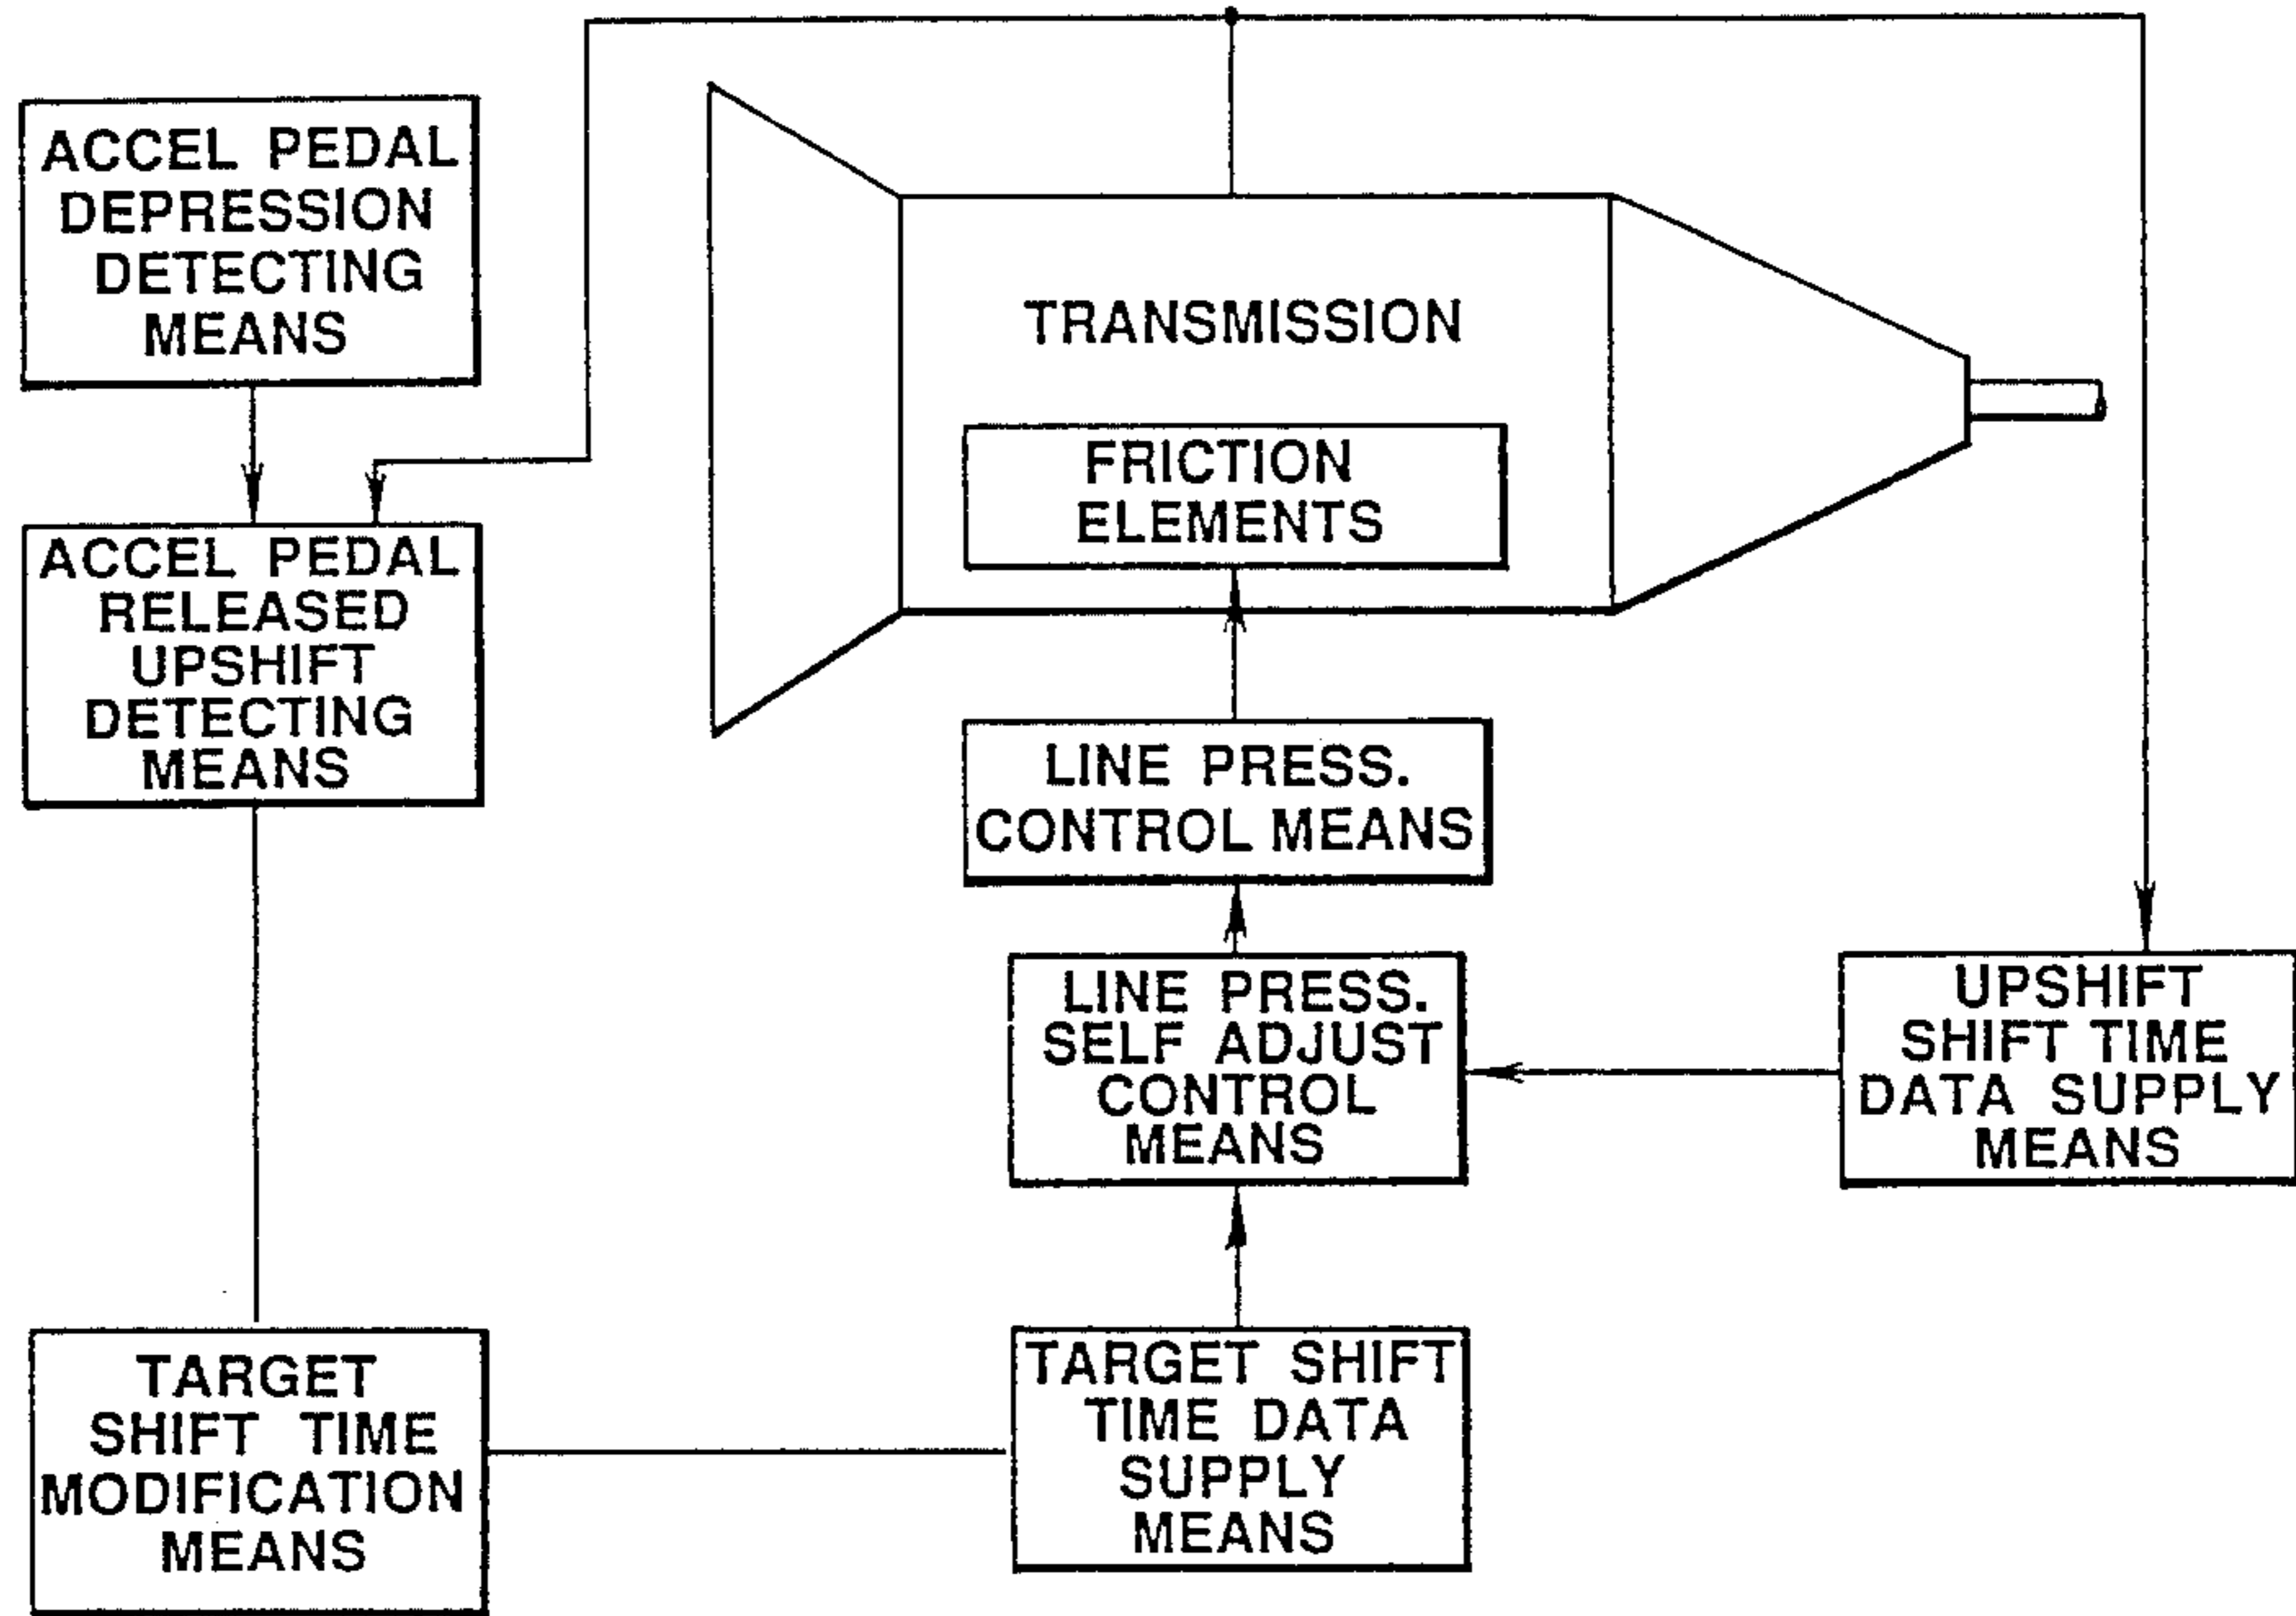 ACCEL PEDAL
DEPRESSION
DETECTING
MEANS
TRANSMISSION
FRICTION
ELEMENTS
ACCEL PEDAL
RELEASED
UPSHIFT
DETECTING
MEANS
LINE PRESS.
CONTROL MEANS
LINE PRESS.
SELF ADJUST
CONTROL
MEANS
UPSHIFT
SHIFT TIME
DATA SUPPLY
MEANS
TARGET
SHIFT TIME
MODIFICATION
MEANS
TARGET SHIFT
TIME DATA
SUPPLY
MEANS